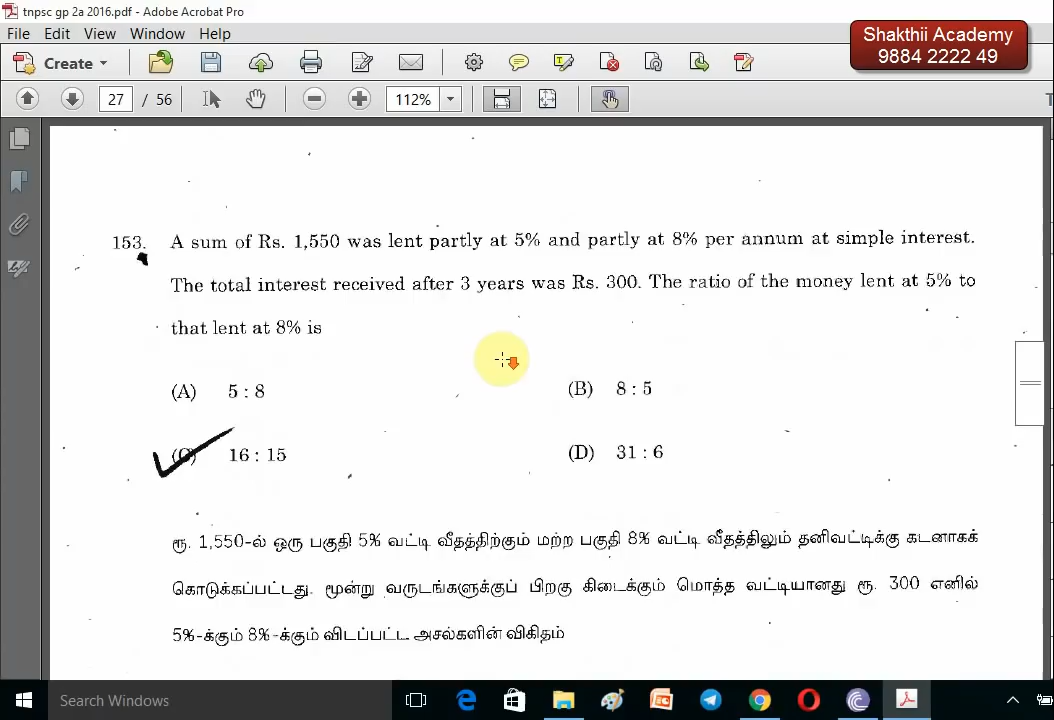 tnpsc gp 2a 2016.pdf - Adobe Acrobat Pro
File Edit View Window Help
Shakthii Academy
9884 2222 49
Create
27 / 56
112%
153. A sum of Rs. 1,550 was lent partly at 5% and partly at 8% per annum at simple interest.
The total interest received after 3 years was Rs. 300. The ratio of the money lent at 5% to
that lent at 8% is
(A) 5 : 8
(B) 8 : 5
(C) 16 : 15
(D) 31 : 6
ரூ. 1,550-ல் ஒரு பகுதி 5% வட்டி வீதத்திற்கும் மற்ற பகுதி 8% வட்டி வீதத்திலும் தனிவட்டிக்கு கடனாகக்
கொடுக்கப்பட்டது. மூன்று வருடங்களுக்குப் பிறகு கிடைக்கும் மொத்த வட்டியானது ரூ. 300 எனில்
5%-க்கும் 8%-க்கும் விடப்பட்ட அசல்களின் விகிதம்
Search Windows